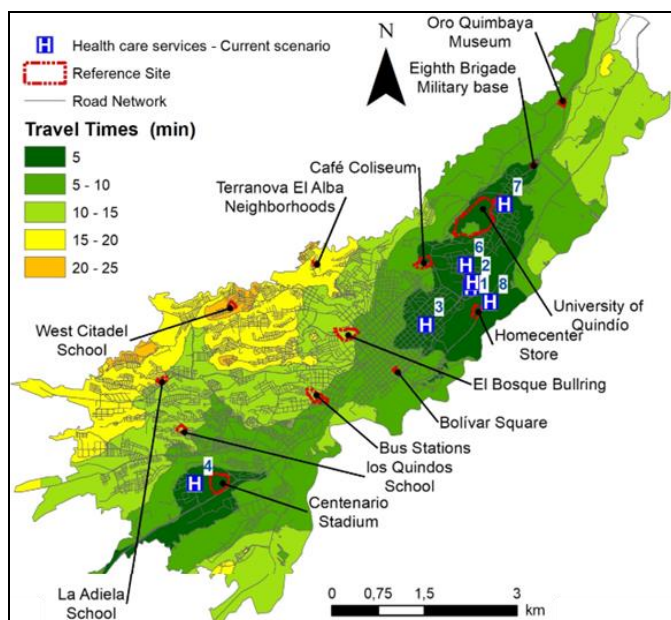 Health care services - Current scenario
Reference Site
Road Network
Travel Times (min)
5
5 - 10
10 - 15
15 - 20
20 - 25
N
Oro Quimbaya
Museum
Eighth Brigade
Military base
Café Coliseum
Terranova El Alba
Neighborhoods
H
7
6
H
2
H
1
8
H
3
H
West Citadel
School
University of
Quindío
Homecenter
Store
El Bosque Bullring
Bolívar Square
Bus Stations
los Quindos
School
4
H
Centenario
Stadium
La Adiela
School
0 0,75 1,5 3
km